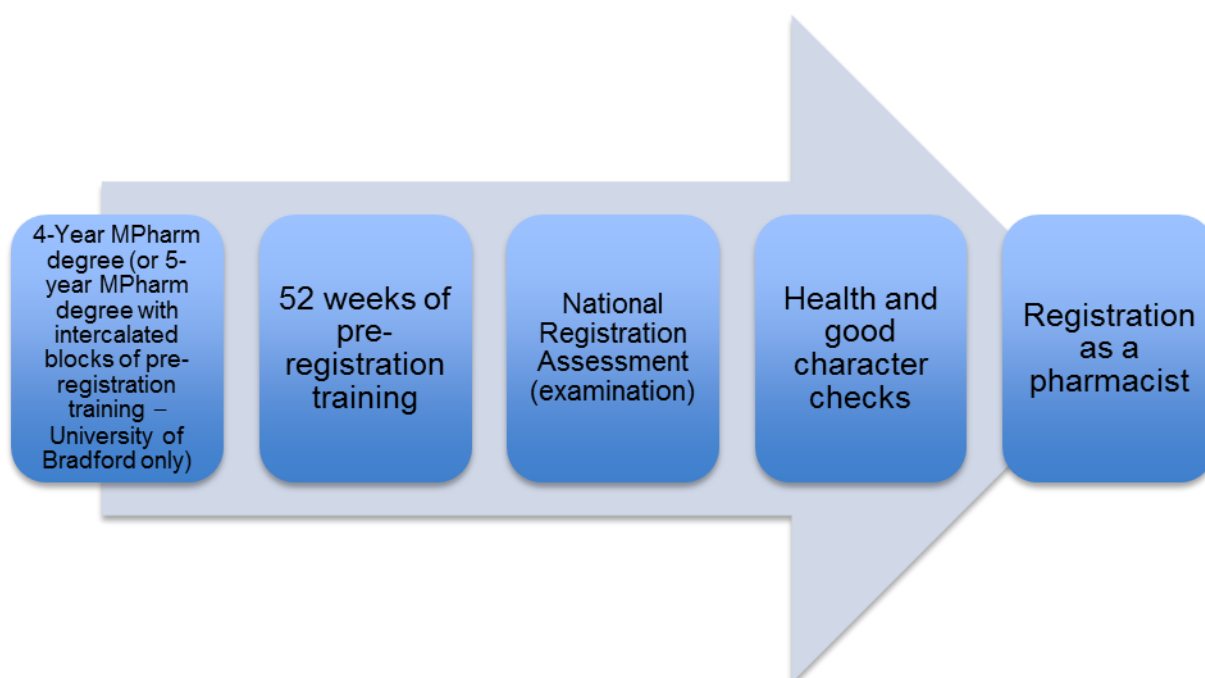 4-Year MPharm
degree (or 5-
year MPharm
degree with
intercalated
blocks of pre-
registration
training –
University of
Bradford only)
52 weeks of
pre-
registration
training
National
Registration
Assessment
(examination)
Health and
good
character
checks
Registration
as a
pharmacist